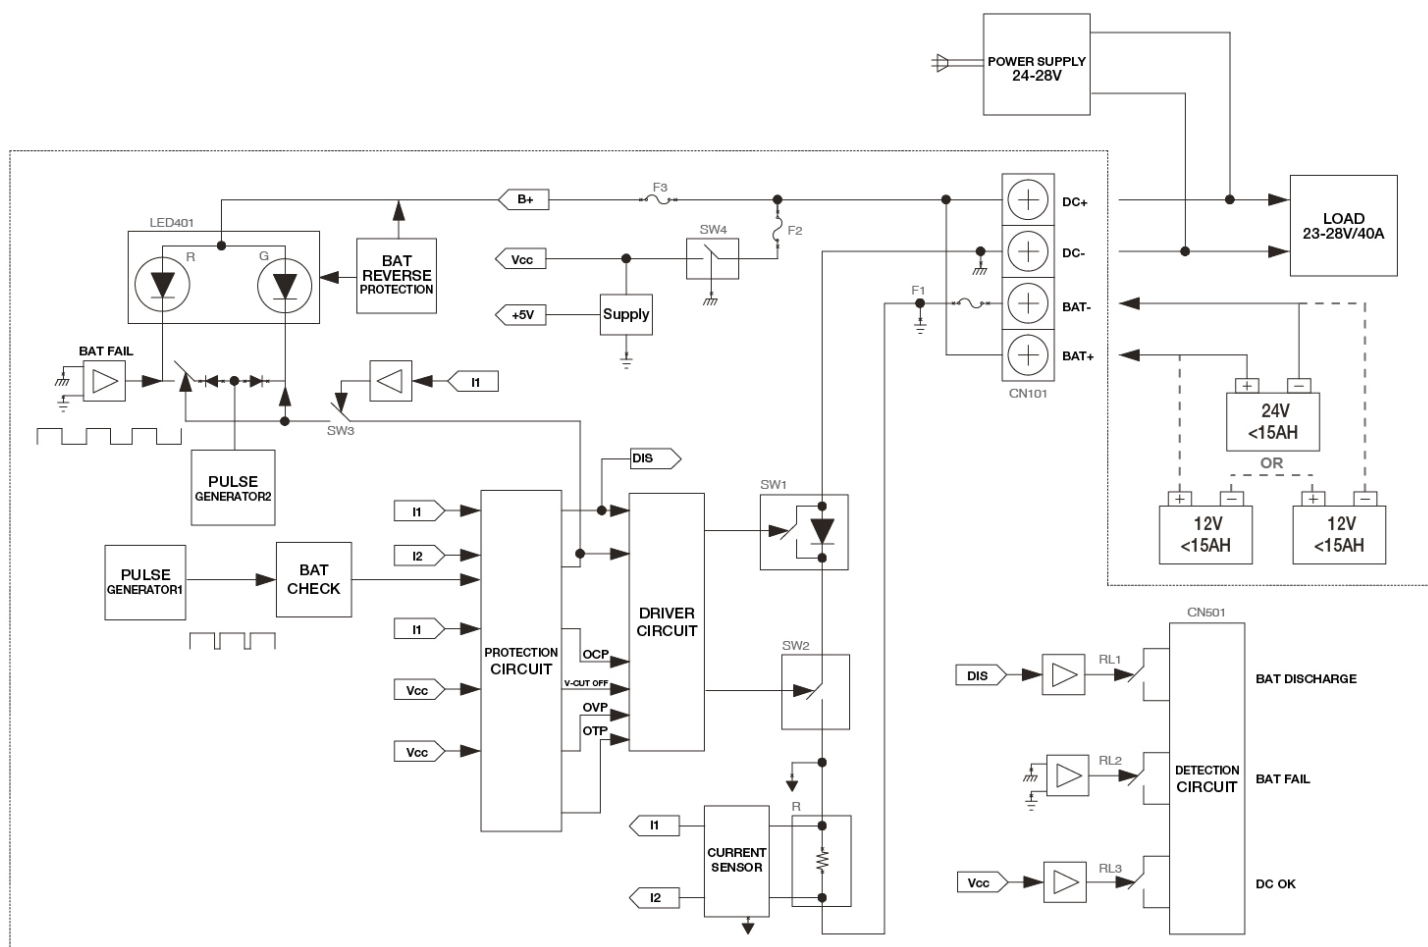 POWER SUPPLY
24-28V
F3
B+
DC+
LED401
SW4
F2
LOAD
23-28V/40A
R
G
BAT
REVERSE
PROTECTION
Vcc
DC-
+5V
Supply
F1
BAT-
BAT FAIL
BAT+
I1
CN101
+
-
24V
<15AH
SW3
OR
PULSE
GENERATOR2
DIS
SW1
+
-
+
-
12V
<15AH
12V
<15AH
I1
I2
PULSE
GENERATOR1
BAT
CHECK
DRIVER
CIRCUIT
CN501
I1
PROTECTION
CIRCUIT
OCP
SW2
V-CUT OFF
Vcc
OVP
OTP
Vcc
DIS
RL1
BAT DISCHARGE
RL2
DETECTION
CIRCUIT
BAT FAIL
R
I1
CURRENT
SENSOR
I2
Vcc
RL3
DC OK